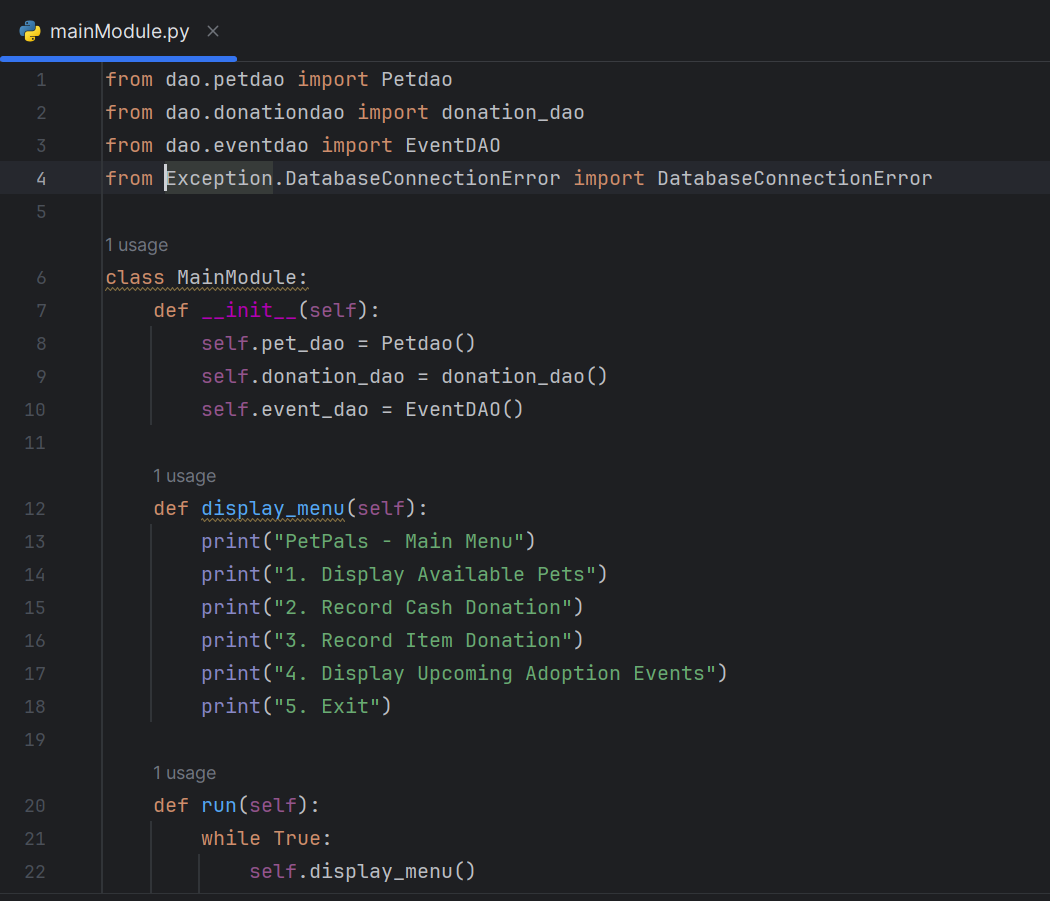 mainModule.py ×
1 from dao.petdao import Petdao
2 from dao.donationdao import donation_dao
3 from dao.eventdao import EventDAO
4 from Exception.DatabaseConnectionError import DatabaseConnectionError
5
1 usage
6 class MainModule:
7     def __init__(self):
8         self.pet_dao = Petdao()
9         self.donation_dao = donation_dao()
10         self.event_dao = EventDAO()
11
1 usage
12     def display_menu(self):
13         print("PetPals - Main Menu")
14         print("1. Display Available Pets")
15         print("2. Record Cash Donation")
16         print("3. Record Item Donation")
17         print("4. Display Upcoming Adoption Events")
18         print("5. Exit")
19
1 usage
20     def run(self):
21         while True:
22             self.display_menu()